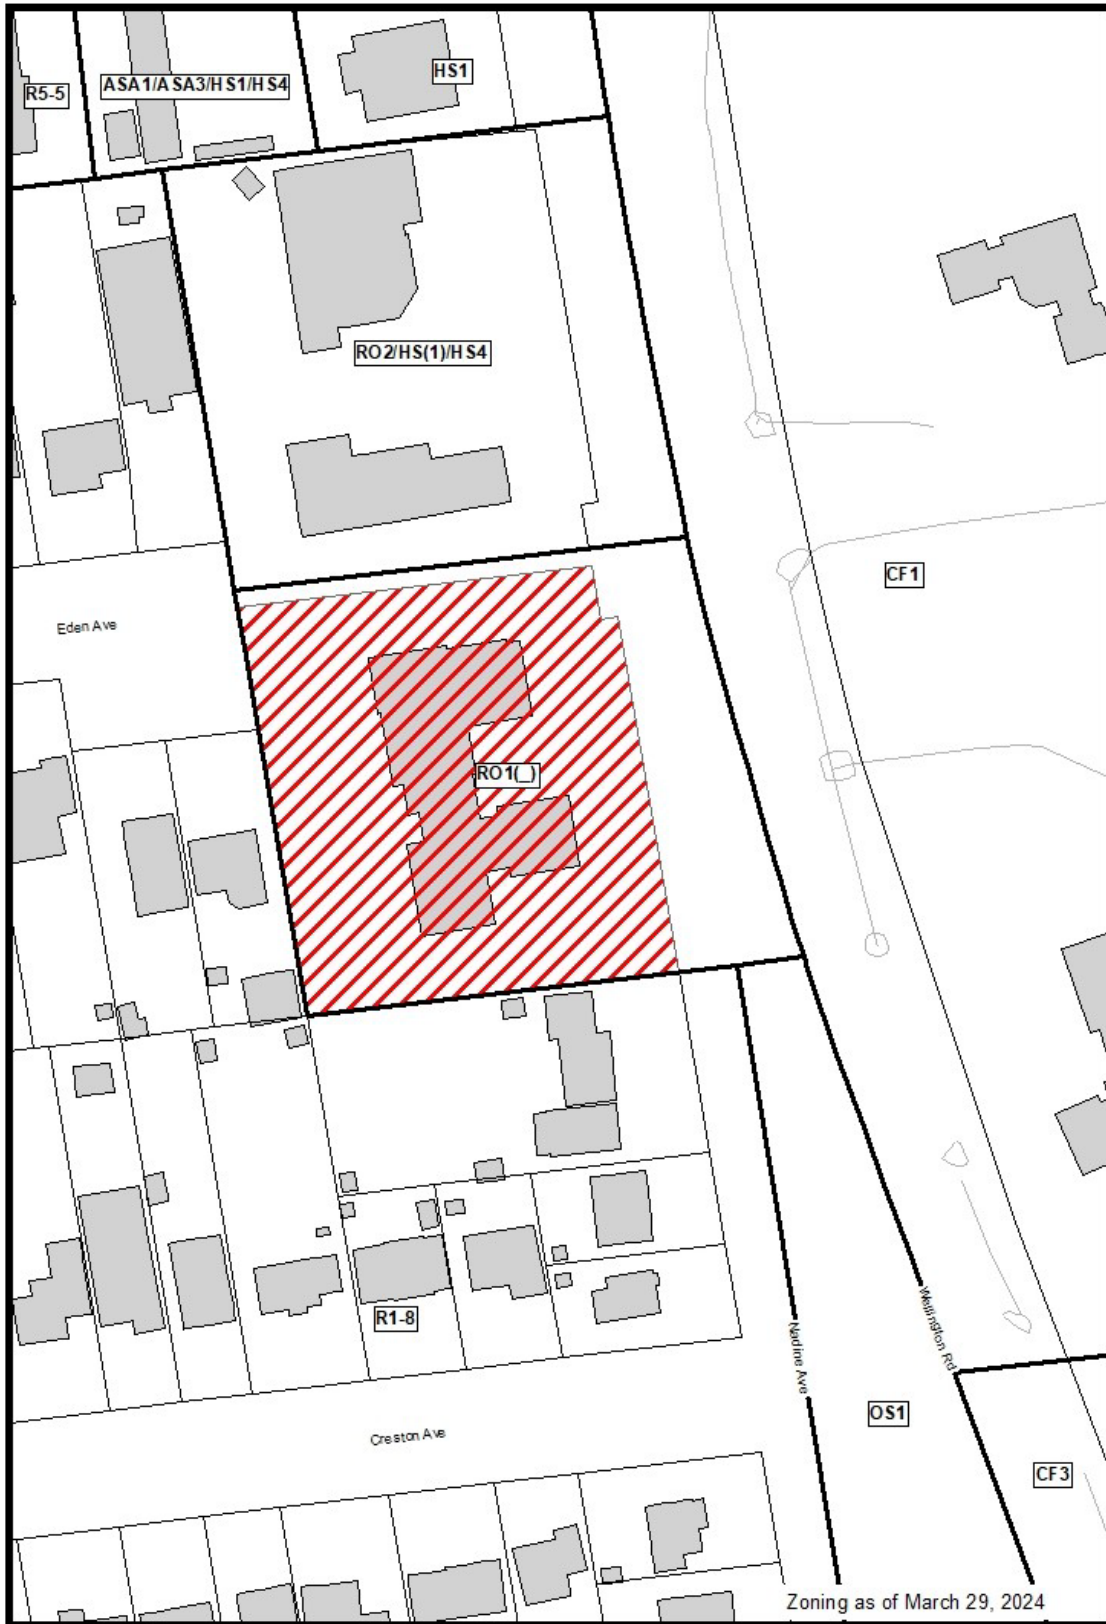 HS1
ASA1/ASA3/HS1/HS4
R5-5
RO2/HS(1)/HS4
CF1
Eden Ave
RO1(_)
R1-8
Nadine Ave
Wellington Rd
OS1
Creston Ave
CF3
Zoning as of March 29, 2024